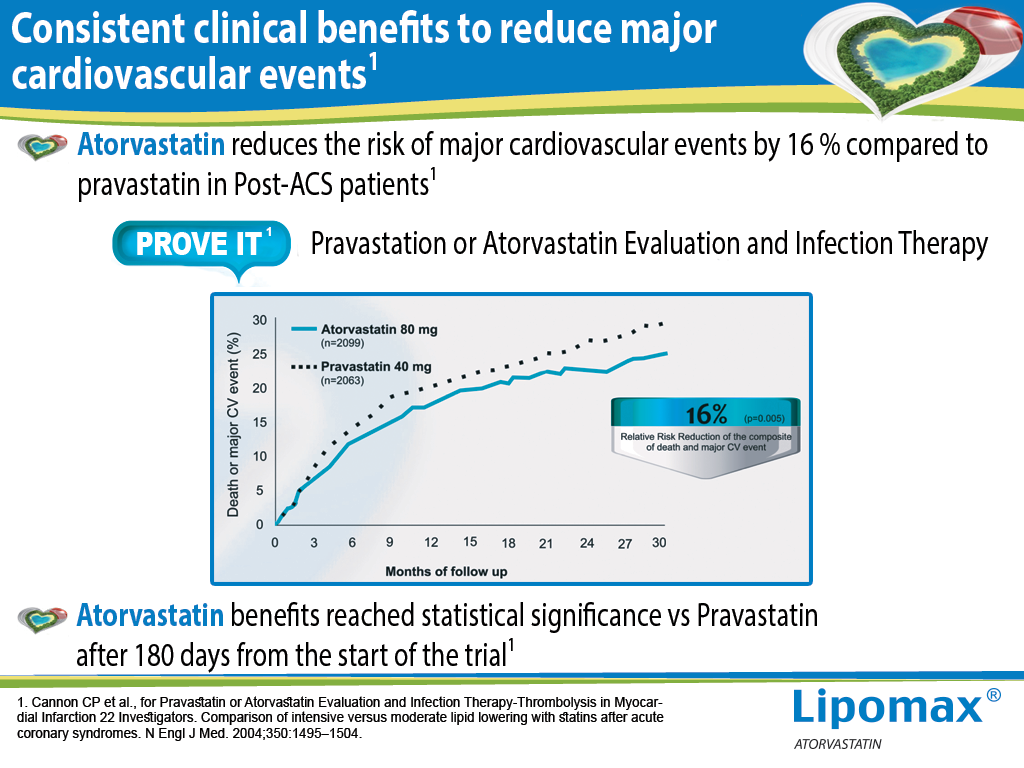 Consistent clinical benefits to reduce major
cardiovascular events1
Atorvastatin reduces the risk of major cardiovascular events by 16 % compared to
pravastatin in Post-ACS patients1
PROVE IT 1
Pravastation or Atorvastatin Evaluation and Infection Therapy
Death or major CV event (%)
30
25
20
15
10
5
0
Atorvastatin 80 mg
(n=2099)
Pravastatin 40 mg
(n=2063)
16% (p=0.005)
Relative Risk Reduction of the composite
of death and major CV event
0 3 6 9 12 15 18 21 24 27 30
Months of follow up
Atorvastatin benefits reached statistical significance vs Pravastatin
after 180 days from the start of the trial1
1. Cannon CP et al., for Pravastatin or Atorvastatin Evaluation and Infection Therapy-Thrombolysis in Myocar-
dial Infarction 22 Investigators. Comparison of intensive versus moderate lipid lowering with statins after acute
coronary syndromes. N Engl J Med. 2004;350:1495–1504.
Lipomax®
ATORVASTATIN